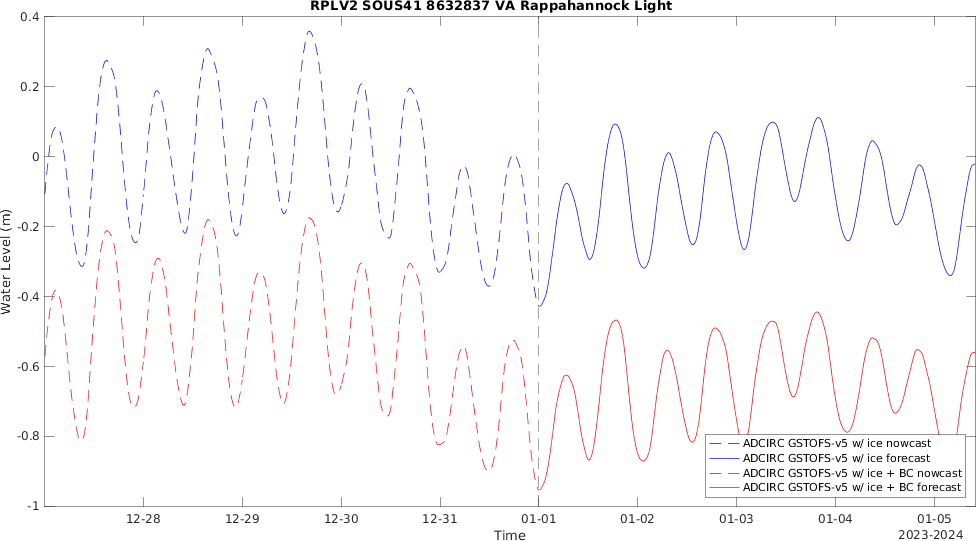 RPLV2 SOUS41 8632837 VA Rappahannock Light
0.4
0.2
0
-0.2
-0.4
-0.6
-0.8
-1
Water Level (m)
ADCIRC GSTOFS-v5 w/ ice nowcast
ADCIRC GSTOFS-v5 w/ ice forecast
ADCIRC GSTOFS-v5 w/ ice + BC nowcast
ADCIRC GSTOFS-v5 w/ ice + BC forecast
12-28 12-29 12-30 12-31 01-01 01-02 01-03 01-04 01-05
Time
2023-2024